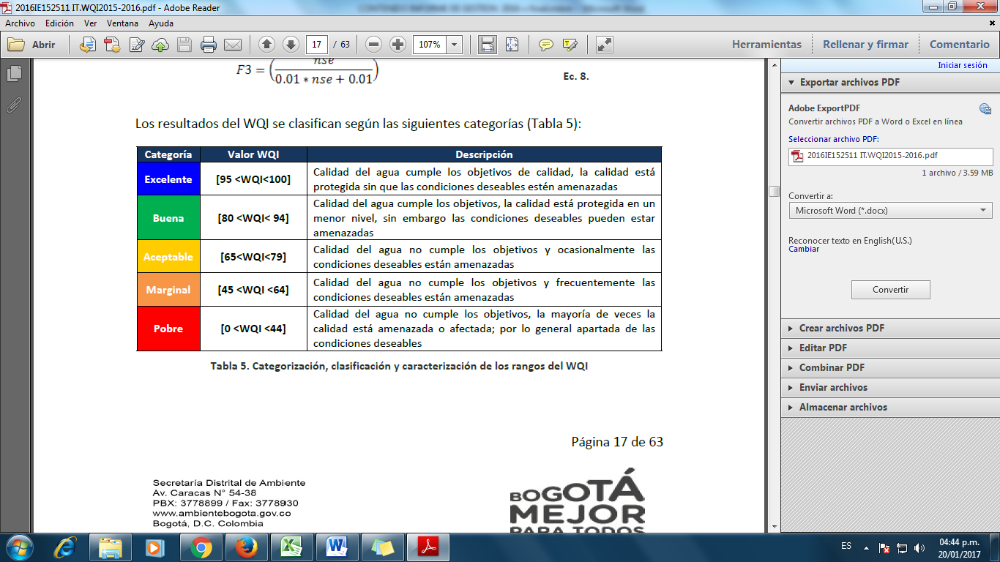 2016IE152511 IT.WQI2015-2016.pdf - Adobe Reader
Archivo Edición Ver Ventana Ayuda
Abrir 17 / 63 107% Herramientas Rellenar y firmar Comentario
F3 = (nse / 0.01 * nse + 0.01)
Ec. 8.
Los resultados del WQI se clasifican según las siguientes categorías (Tabla 5):
Categoría Valor WQI Descripción
Excelente [95 <WQI<100] Calidad del agua cumple los objetivos de calidad, la calidad está
protegida sin que las condiciones deseables estén amenazadas
Buena [80 <WQI< 94] Calidad del agua cumple los objetivos, la calidad está protegida en un
menor nivel, sin embargo las condiciones deseables pueden estar
amenazadas
Aceptable [65<WQI<79] Calidad del agua no cumple los objetivos y ocasionalmente las
condiciones deseables están amenazadas
Marginal [45 <WQI <64] Calidad del agua no cumple los objetivos y frecuentemente las
condiciones deseables están amenazadas
Pobre [0 <WQI <44] Calidad del agua no cumple los objetivos, la mayoría de veces la
calidad está amenazada o afectada; por lo general apartada de las
condiciones deseables
Tabla 5. Categorización, clasificación y caracterización de los rangos del WQI
Página 17 de 63
Secretaría Distrital de Ambiente
Av. Caracas N° 54-38
PBX: 3778899 / Fax: 3778930
www.ambientebogota.gov.co
Bogotá, D.C. Colombia
BOGOTÁ
MEJOR
PARA TODOS
Iniciar sesión
Exportar archivos PDF
Adobe ExportPDF
Convertir archivos PDF a Word o Excel en línea
Seleccionar archivo PDF:
2016IE152511 IT.WQI2015-2016.pdf
1 archivo / 3.59 MB
Convertir a:
Microsoft Word (*.docx)
Reconocer texto en English(U.S.)
Cambiar
Convertir
Crear archivos PDF
Editar PDF
Combinar PDF
Enviar archivos
Almacenar archivos
ES
04:44 p.m.
20/01/2017